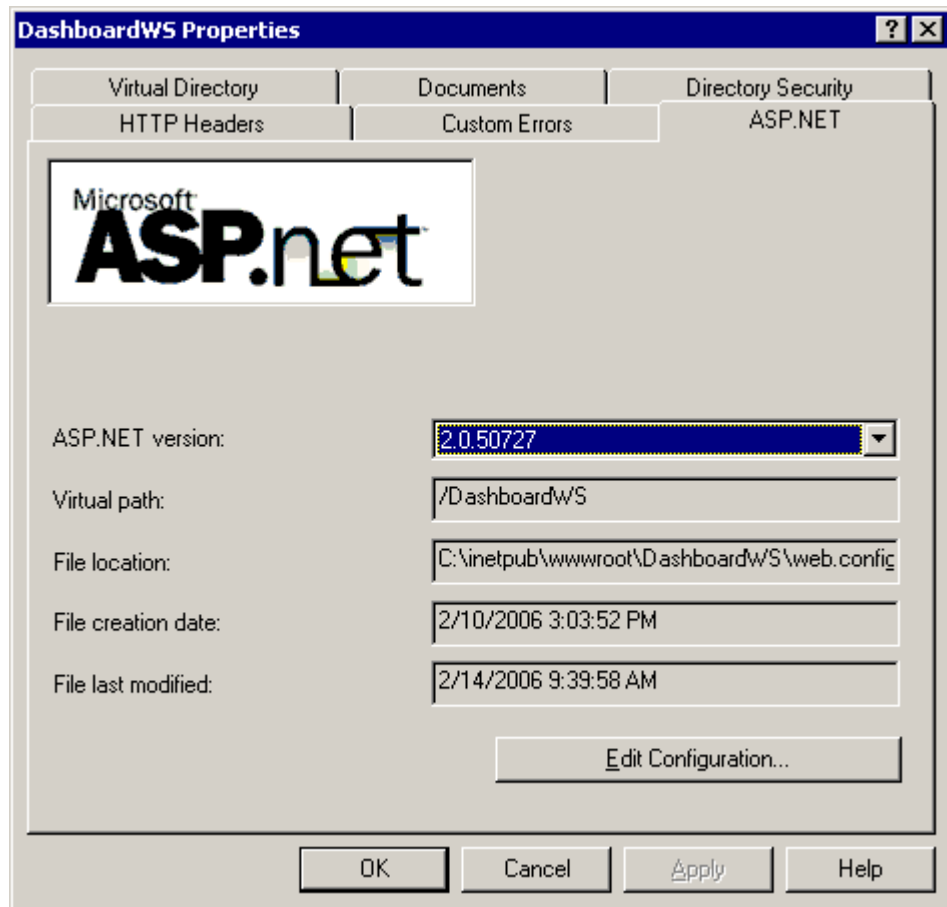 DashboardWS Properties
Virtual Directory Documents Directory Security
HTTP Headers Custom Errors ASP.NET
Microsoft
ASP.net
ASP.NET version: 2.0.50727
Virtual path: /DashboardWS
File location: C:\inetpub\wwwroot\DashboardWS\web.config
File creation date: 2/10/2006 3:03:52 PM
File last modified: 2/14/2006 9:39:58 AM
Edit Configuration...
OK Cancel Apply Help